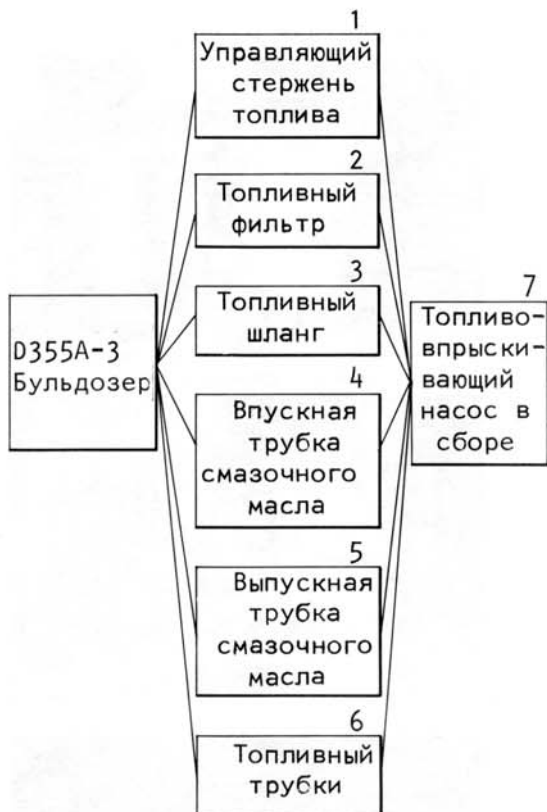 1
Управляющий
стержень
топлива
2
Топливный
фильтр
3
Топливный
шланг
7
D355A-3
Бульдозер
Топливо-
впрыски-
вающий
насос в
сборе
4
Впускная
трубка
смазочного
масла
5
Выпускная
трубка
смазочного
масла
6
Топливный
трубки